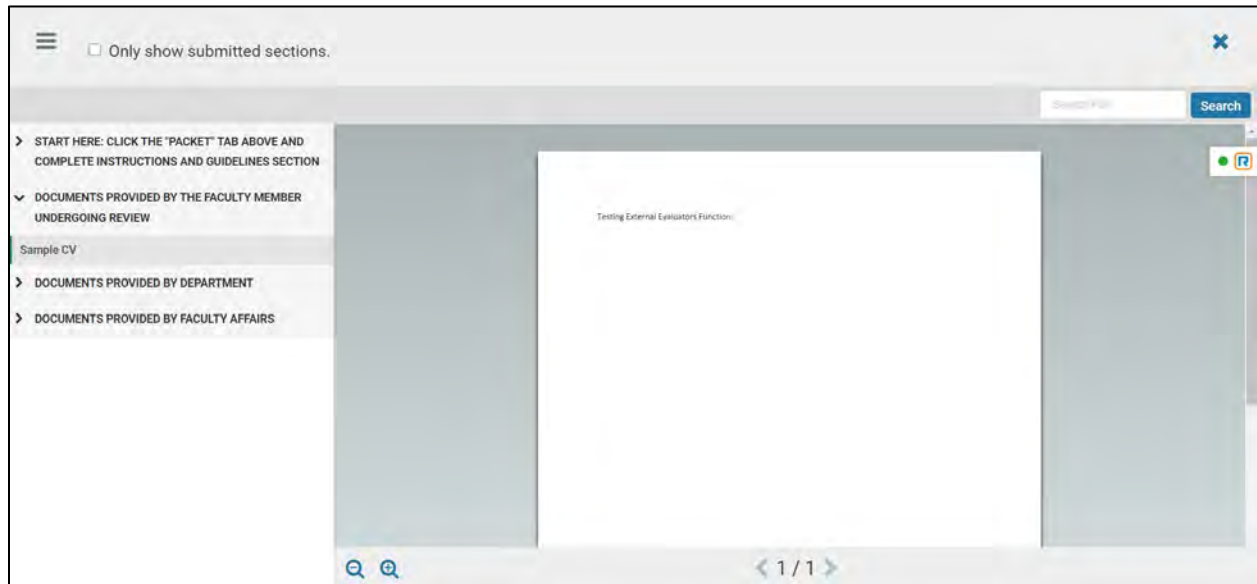 Only show submitted sections.
Search
START HERE: CLICK THE "PACKET" TAB ABOVE AND
COMPLETE INSTRUCTIONS AND GUIDELINES SECTION
DOCUMENTS PROVIDED BY THE FACULTY MEMBER
UNDERGOING REVIEW
Sample CV
DOCUMENTS PROVIDED BY DEPARTMENT
DOCUMENTS PROVIDED BY FACULTY AFFAIRS
Testing External Evaluators Function:
1 / 1